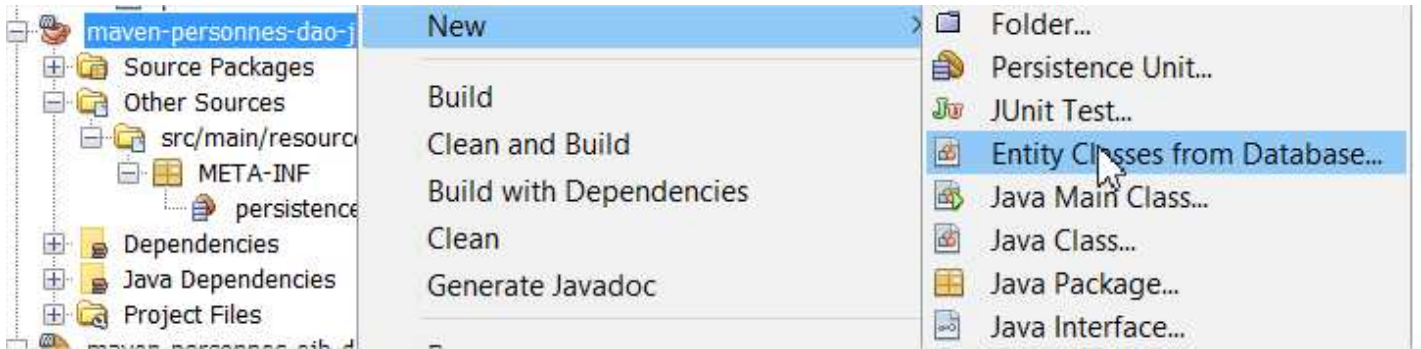 maven-personnes-dao-j
Source Packages
Other Sources
src/main/resourc
META-INF
persistence
Dependencies
Java Dependencies
Project Files
New
Build
Clean and Build
Build with Dependencies
Clean
Generate Javadoc
Folder...
Persistence Unit...
JUnit Test...
Entity Classes from Database...
Java Main Class...
Java Class...
Java Package...
Java Interface...